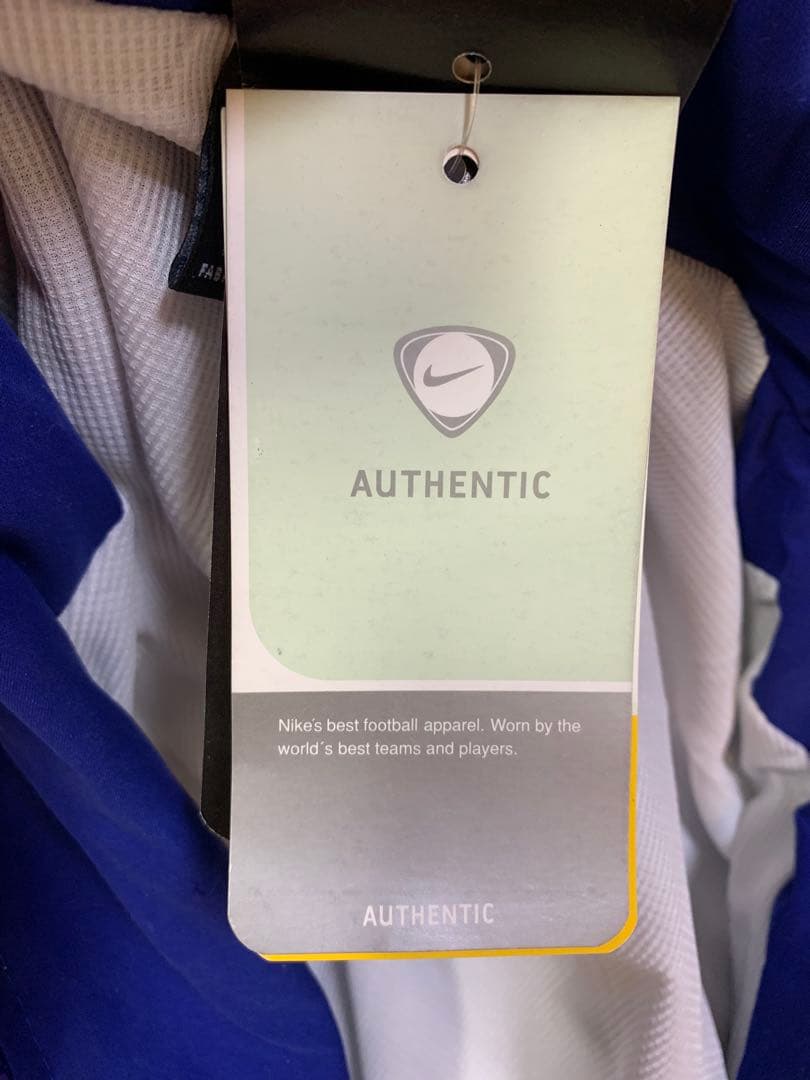 AUTHENTIC
Nike's best football apparel. Worn by the
world´s best teams and players.
AUTHENTIC